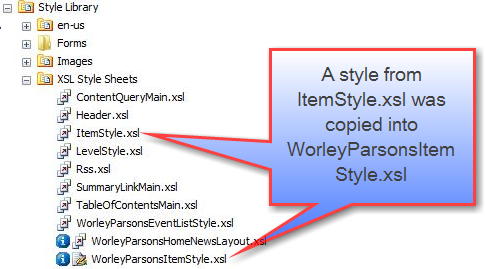 Style Library
en-us
Forms
Images
XSL Style Sheets
ContentQueryMain.xsl
Header.xsl
ItemStyle.xsl
LevelStyle.xsl
Rss.xsl
SummaryLinkMain.xsl
TableOfContentsMain.xsl
WorleyParsonsEventListStyle.xsl
WorleyParsonsHomeNewsLayout.xsl
WorleyParsonsItemStyle.xsl
A style from
ItemStyle.xsl was
copied into
WorleyParsonsItem
Style.xsl